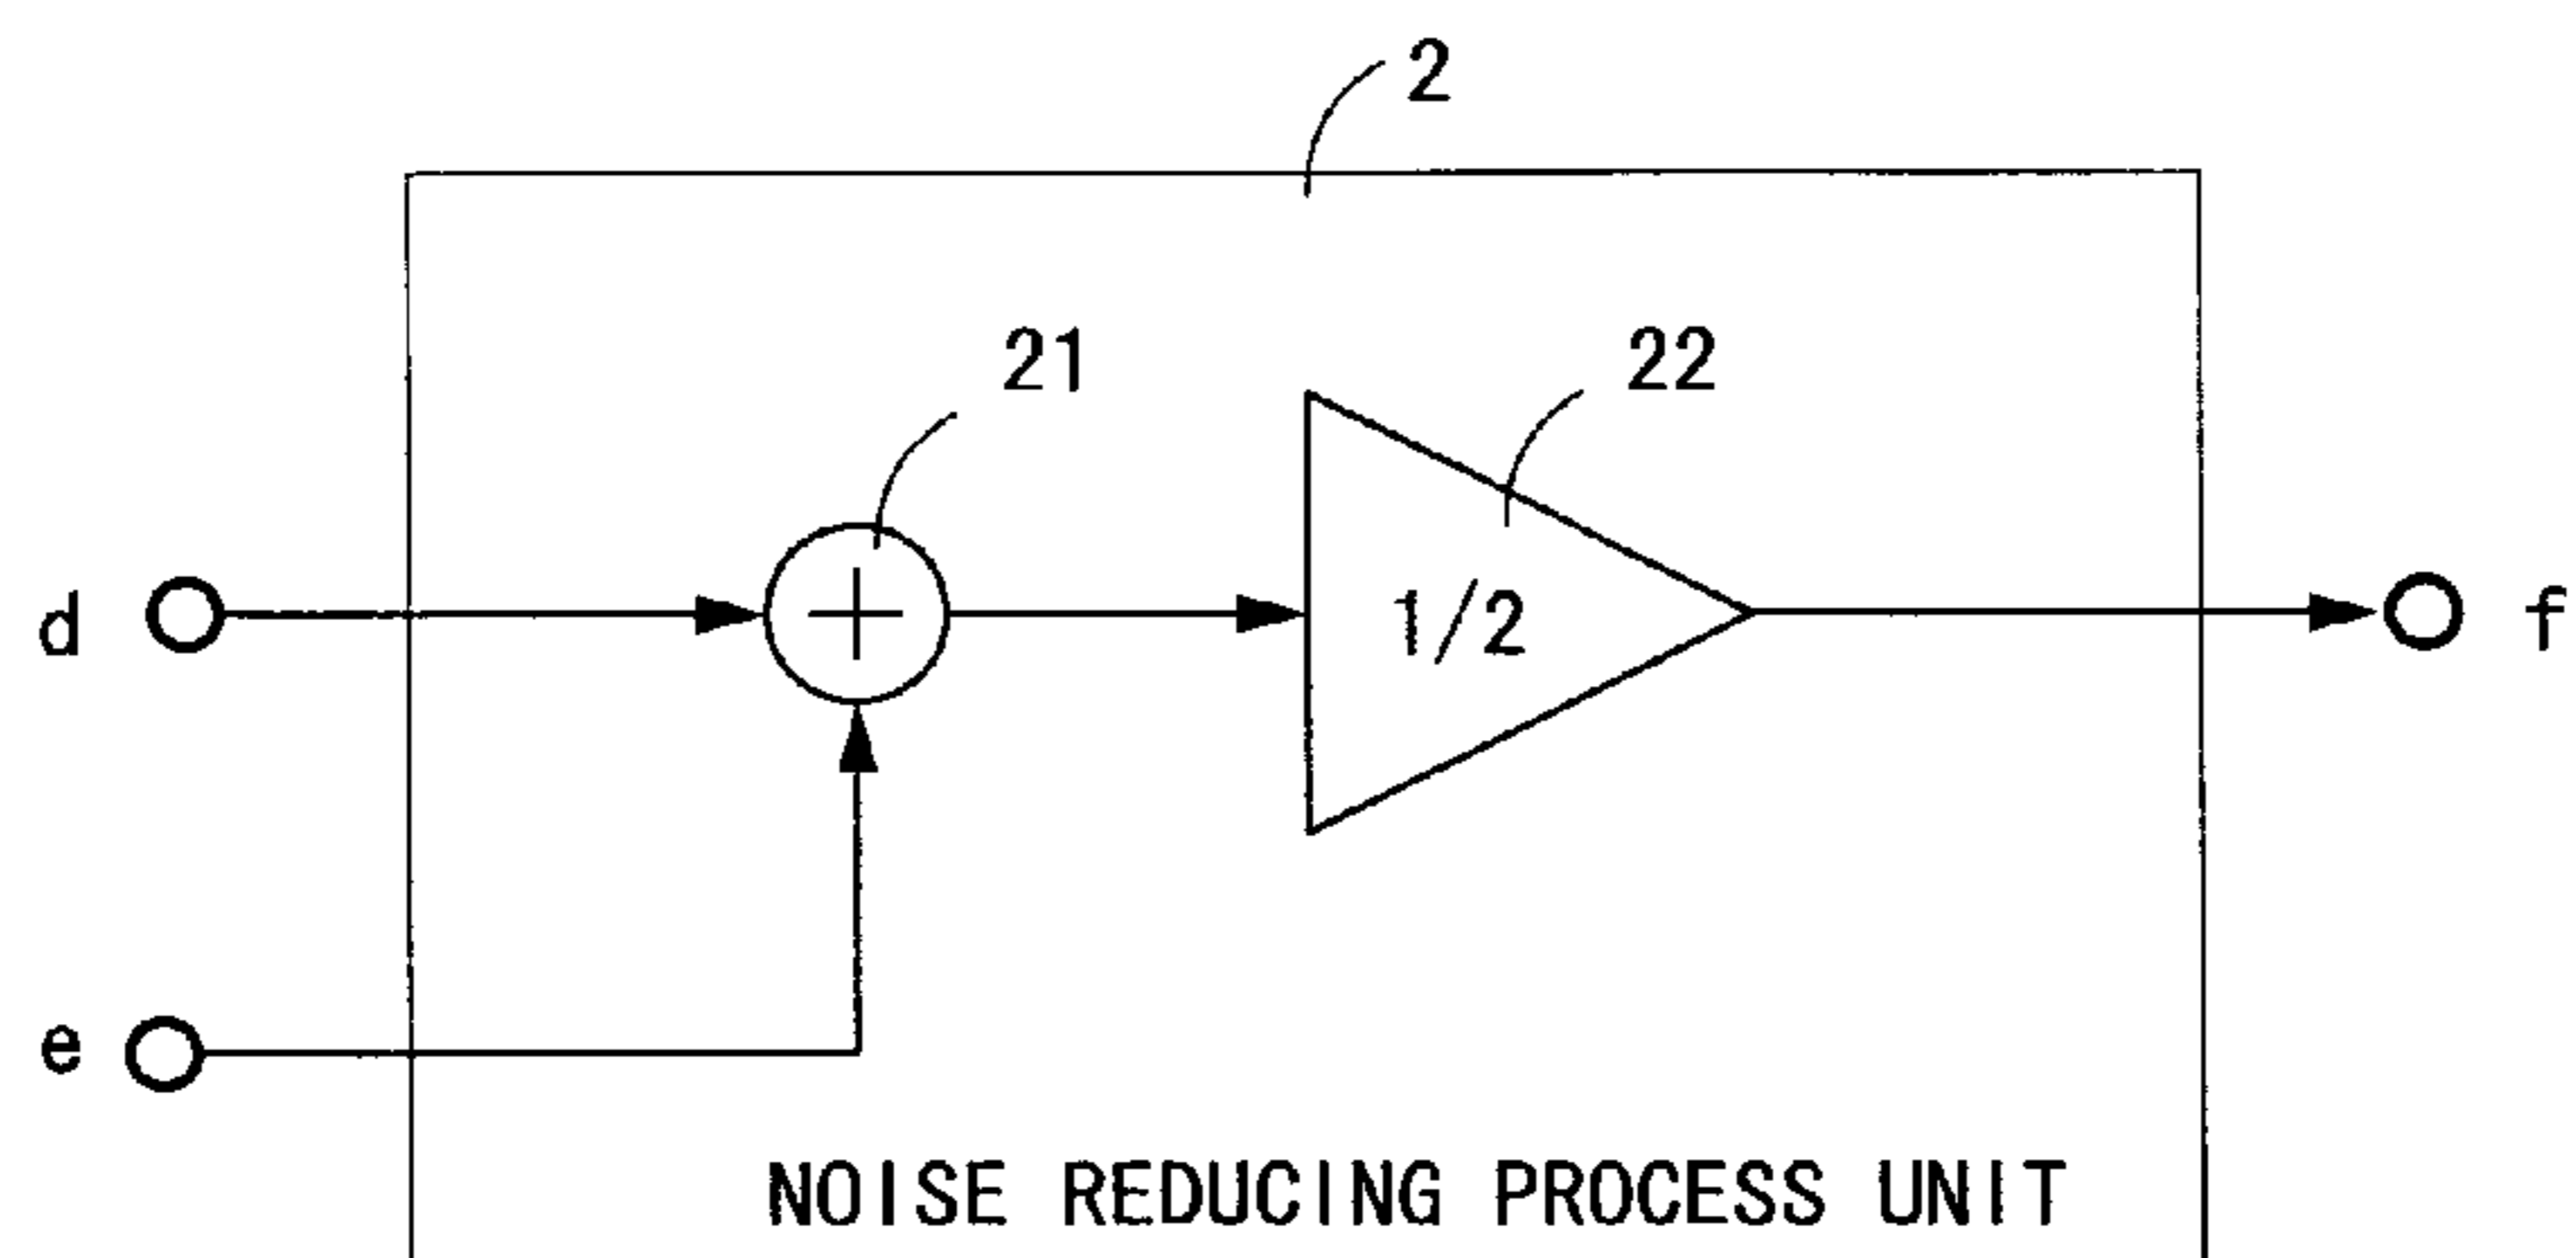 2
21
22
d
1/2
f
e
NOISE REDUCING PROCESS UNIT